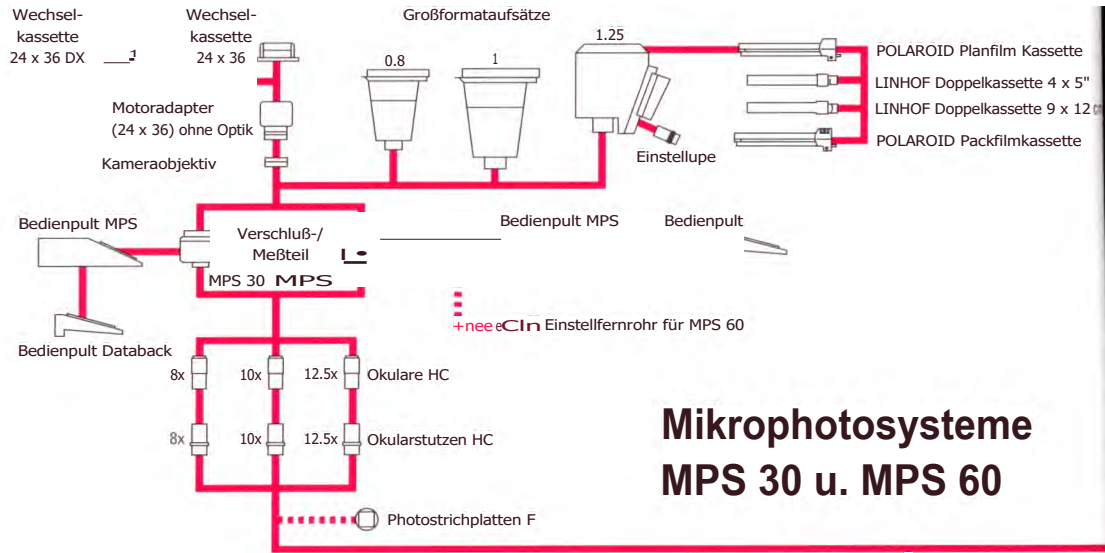 Wechsel-
kassette
24 x 36 DX
Wechsel-
kassette
24 x 36
Großformataufsätze
0.8
1
1.25
POLAROID Planfilm Kassette
LINHOF Doppelkassette 4 x 5"
LINHOF Doppelkassette 9 x 12
POLAROID Packfilmkassette
Motoradapter
(24 x 36) ohne Optik
Kameraobjektiv
Einstellupe
Bedienpult MPS
Verschluß-/
Meßteil
MPS 30 MPS
Bedienpult MPS
Bedienpult
+nee eCIn Einstellfernrohr für MPS 60
Bedienpult Databack
8x
10x
12.5x
Okulare HC
8x
10x
12.5x
Okularstutzen HC
Mikrophotosysteme
MPS 30 u. MPS 60
Photostrichplatten F